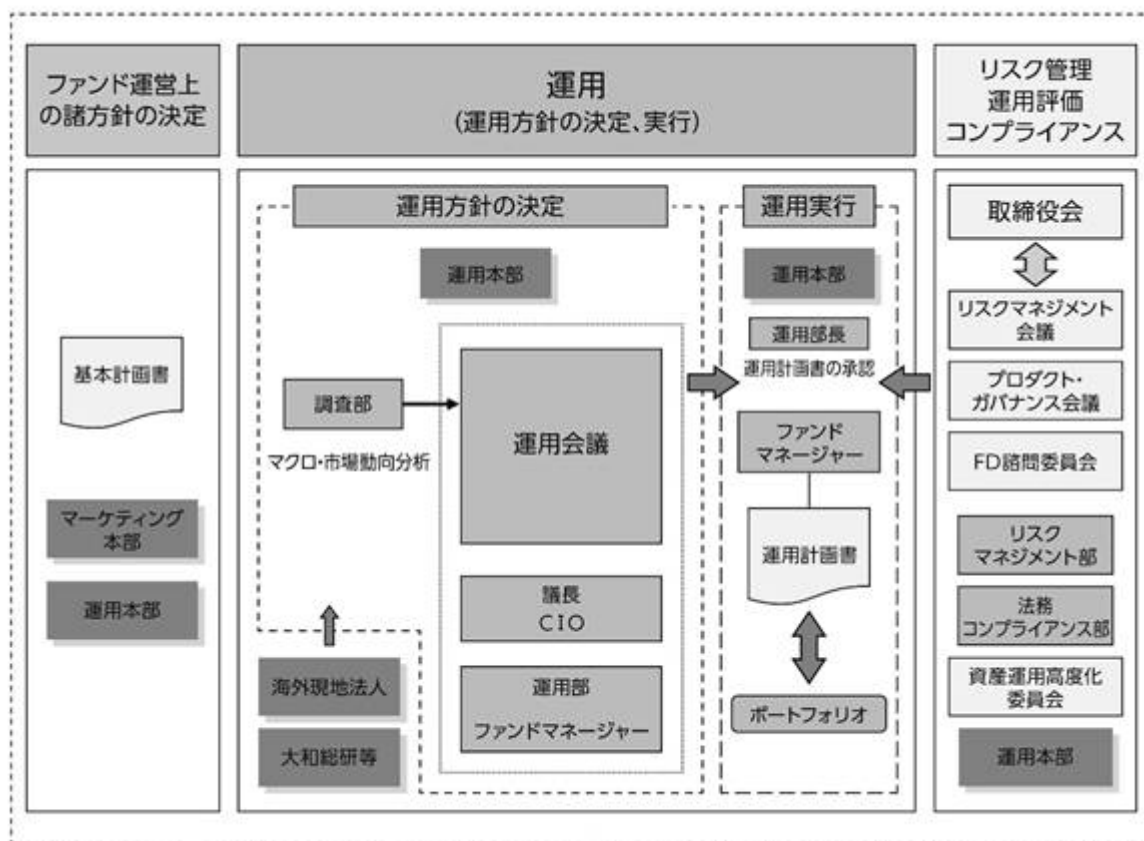 ファンド運営上
の諸方針の決定
運用
(運用方針の決定、実行)
リスク管理
運用評価
コンプライアンス
基本計画書
マーケティング
本部
運用本部
運用方針の決定
運用本部
調査部
マクロ・市場動向分析
運用会議
議長
CIO
運用部
ファンドマネージャー
海外現地法人
大和総研等
運用実行
運用本部
運用部長
運用計画書の承認
ファンド
マネージャー
運用計画書
ポートフォリオ
取締役会
リスクマネジメント
会議
プロダクト・
ガバナンス会議
FD諮問委員会
リスク
マネジメント部
法務
コンプライアンス部
資産運用高度化
委員会
運用本部